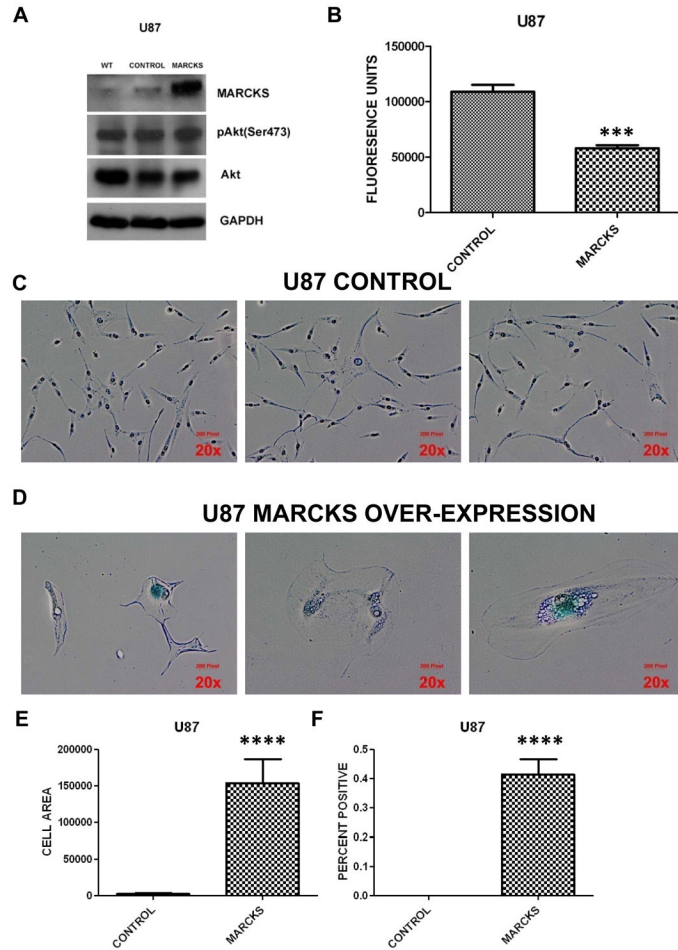 A
U87
WT CONTROL MARCKS
MARCKS
pAkt(Ser473)
Akt
GAPDH
B
U87
FLUORESENCE UNITS
150000
100000
50000
0
***
CONTROL
MARCKS
C
U87 CONTROL
200 Pixel
20x
200 Pixel
20x
200 Pixel
20x
D
U87 MARCKS OVER-EXPRESSION
200 Pixel
20x
200 Pixel
20x
200 Pixel
20x
E
U87
CELL AREA
200000
150000
100000
50000
0
****
CONTROL
MARCKS
F
U87
PERCENT POSITIVE
0.5
0.4
0.3
0.2
0.1
0.0
****
CONTROL
MARCKS